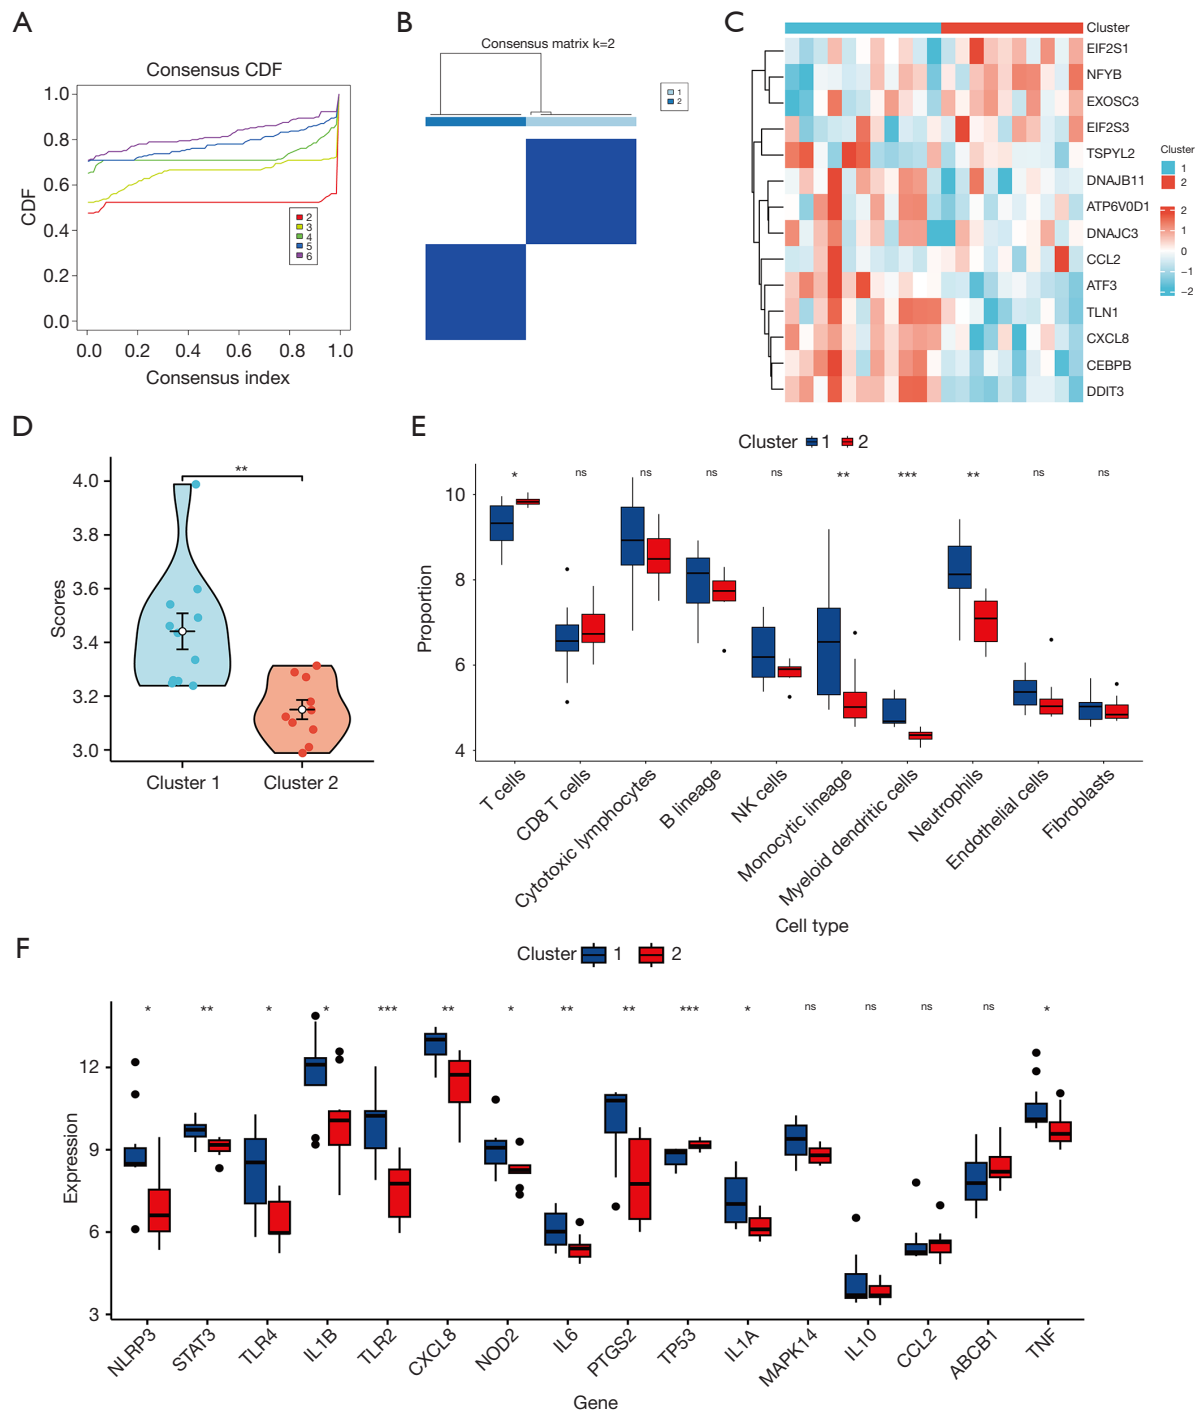 A
Consensus CDF
1.0
0.8
0.6
0.4
0.2
0.0
CDF
0.0 0.2 0.4 0.6 0.8 1.0
Consensus index
2
3
4
5
6
B
Consensus matrix k=2
1
2
C
Cluster
EIF2S1
NFYB
EXOSC3
EIF2S3
TSPYL2
DNAJB11
ATP6V0D1
DNAJC3
CCL2
ATF3
TLN1
CXCL8
CEBPB
DDIT3
Cluster
1
2
2
1
0
−1
−2
D
**
4.0
3.8
3.6
3.4
3.2
3.0
Scores
Cluster 1 Cluster 2
E
Cluster 1 2
* ns ns ns ns ** *** ** ns ns
10
8
6
4
Proportion
T cells
CD8 T cells
Cytotoxic lymphocytes
B lineage
NK cells
Monocytic lineage
Myeloid dendritic cells
Neutrophils
Endothelial cells
Fibroblasts
Cell type
F
Cluster 1 2
* ** * * *** ** * ** ** *** * ns ns ns ns *
12
9
6
3
Expression
NLRP3
STAT3
TLR4
IL1B
TLR2
CXCL8
NOD2
IL6
PTGS2
TP53
IL1A
MAPK14
IL10
CCL2
ABCB1
TNF
Gene